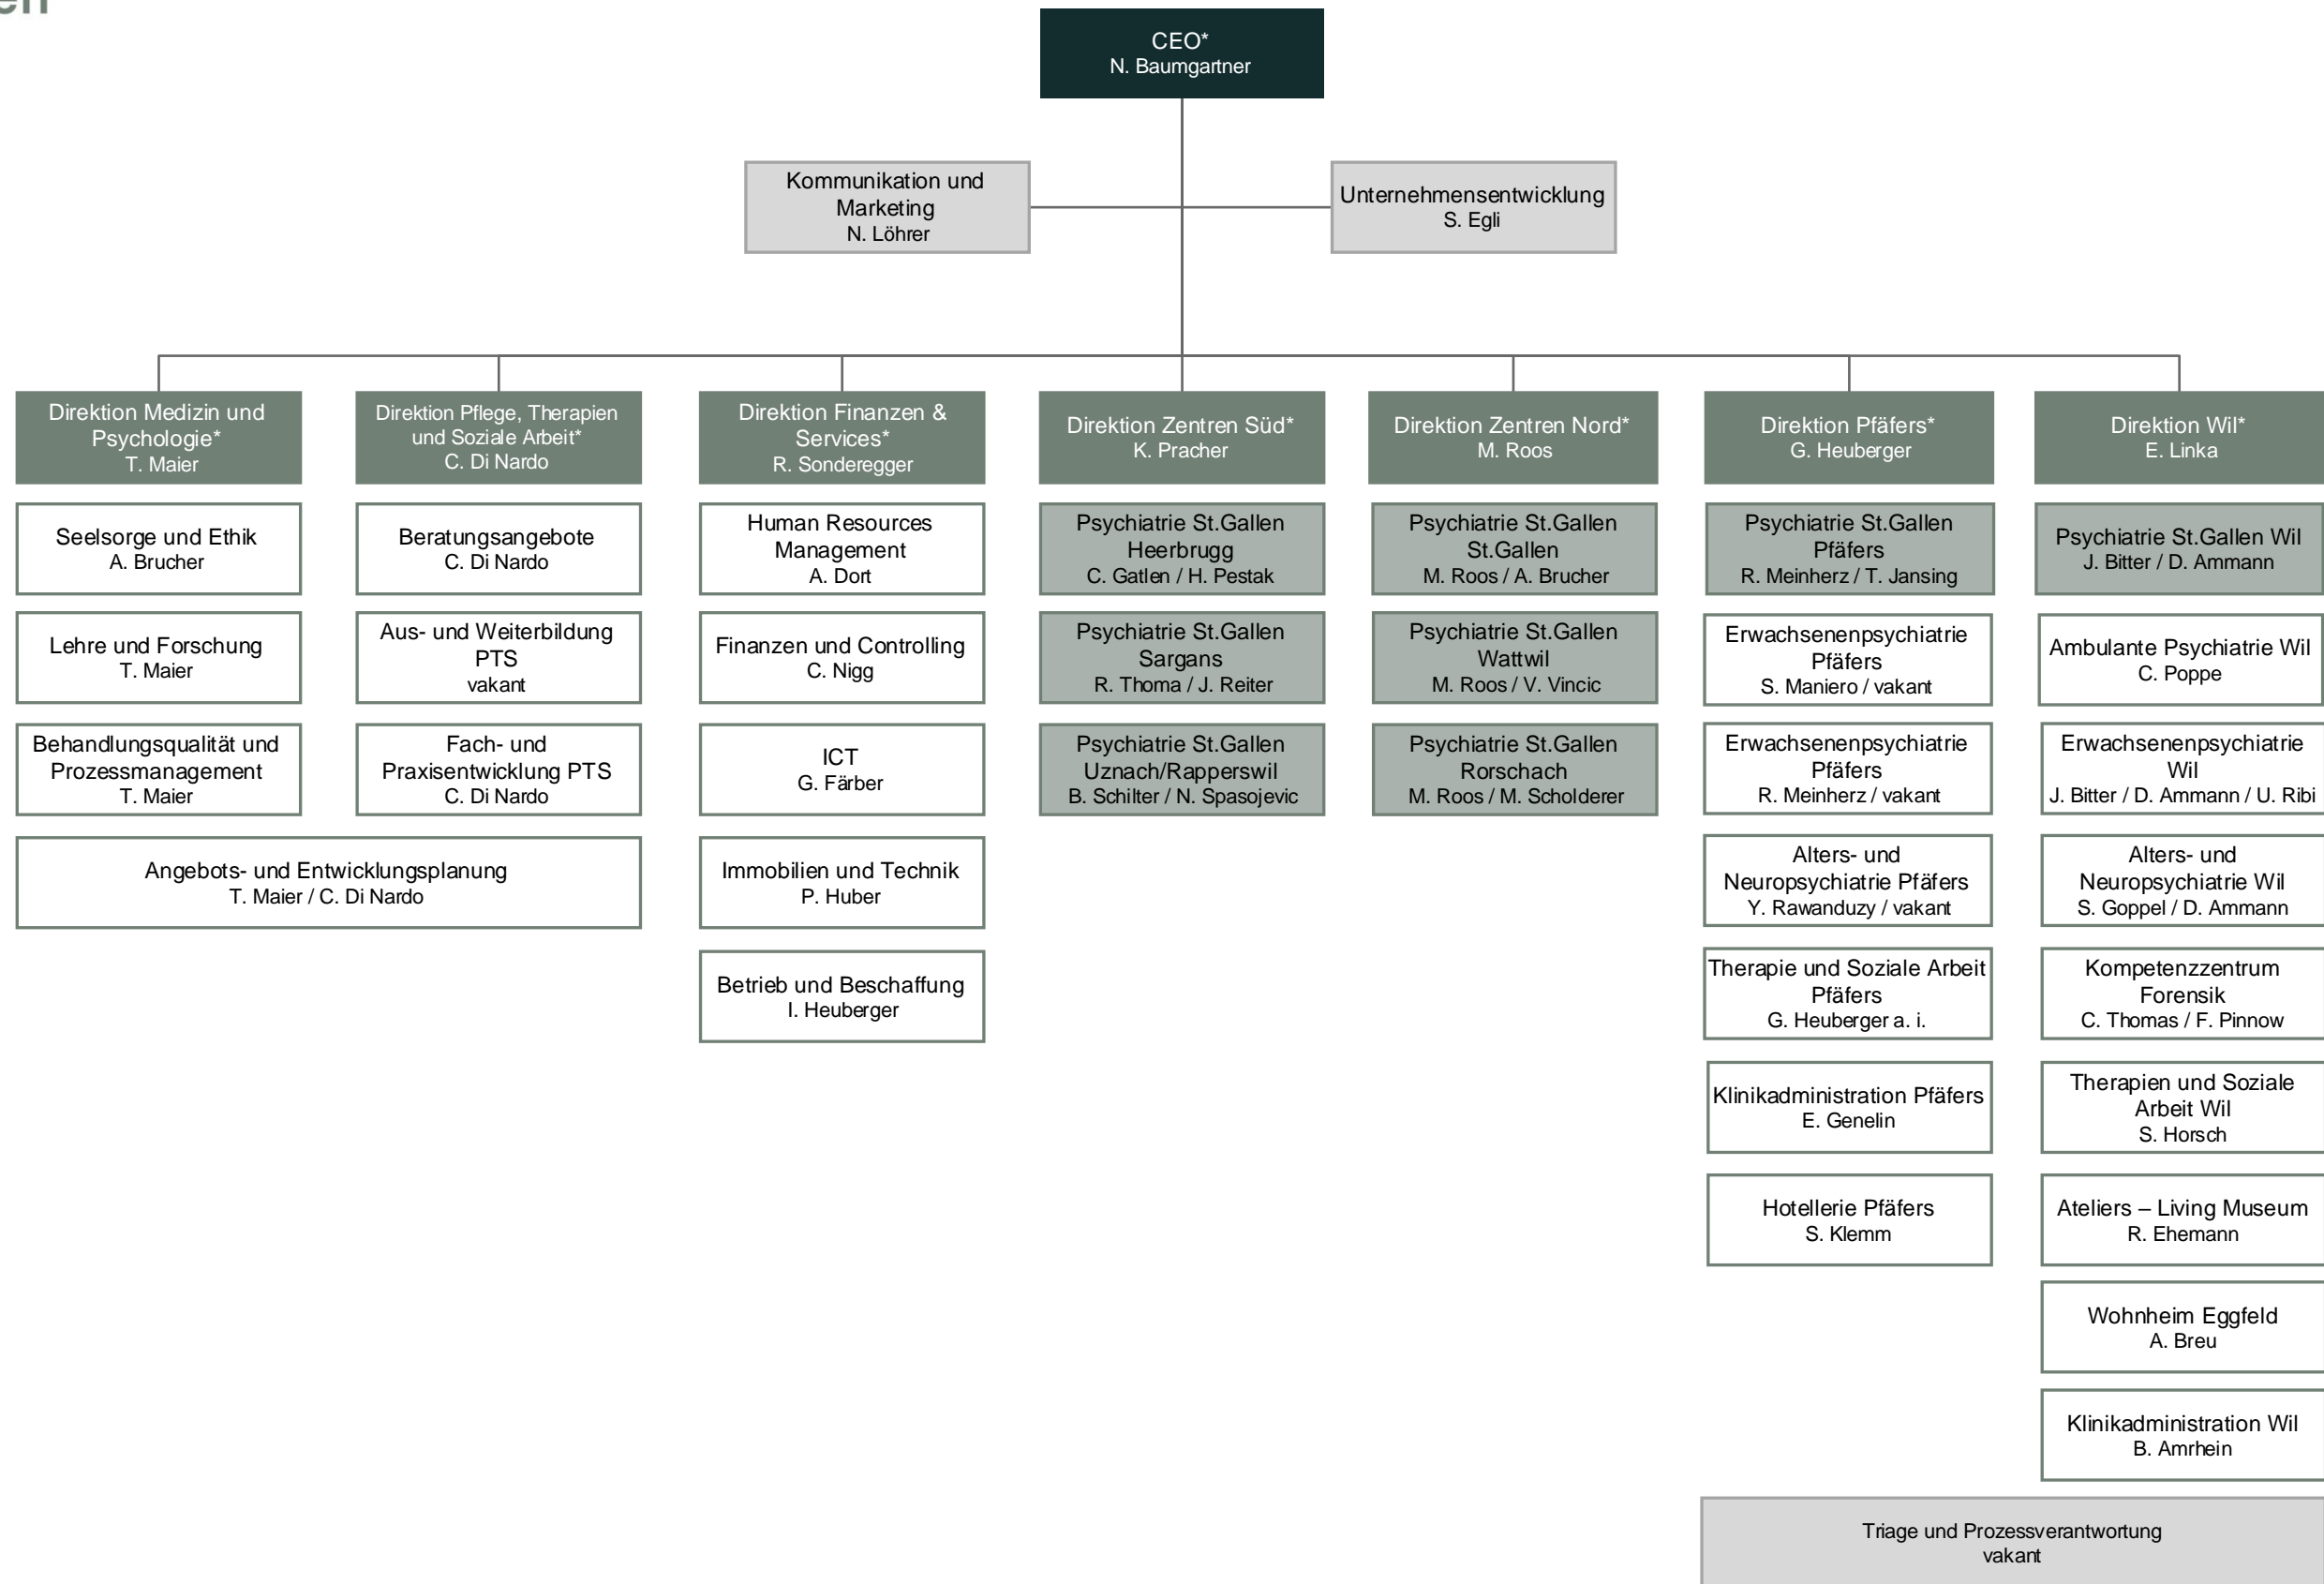 CEO*
N. Baumgartner
Kommunikation und
Marketing
N. Löhrer
Unternehmensentwicklung
S. Egli
Direktion Medizin und
Psychologie*
T. Maier
Seelsorge und Ethik
A. Brucher
Lehre und Forschung
T. Maier
Behandlungsqualität und
Prozessmanagement
T. Maier
Direktion Pflege, Therapien
und Soziale Arbeit*
C. Di Nardo
Beratungsangebote
C. Di Nardo
Aus- und Weiterbildung
PTS
vakant
Fach- und
Praxisentwicklung PTS
C. Di Nardo
Angebots- und Entwicklungsplanung
T. Maier / C. Di Nardo
Direktion Finanzen &
Services*
R. Sonderegger
Human Resources
Management
A. Dort
Finanzen und Controlling
C. Nigg
ICT
G. Färber
Immobilien und Technik
P. Huber
Betrieb und Beschaffung
I. Heuberger
Direktion Zentren Süd*
K. Pracher
Psychiatrie St.Gallen
Heerbrugg
C. Gatlen / H. Pestak
Psychiatrie St.Gallen
Sargans
R. Thoma / J. Reiter
Psychiatrie St.Gallen
Uznach/Rapperswil
B. Schilter / N. Spasojevic
Direktion Zentren Nord*
M. Roos
Psychiatrie St.Gallen
St.Gallen
M. Roos / A. Brucher
Psychiatrie St.Gallen
Wattwil
M. Roos / V. Vincic
Psychiatrie St.Gallen
Rorschach
M. Roos / M. Scholderer
Direktion Pfäfers*
G. Heuberger
Psychiatrie St.Gallen
Pfäfers
R. Meinherz / T. Jansing
Erwachsenenpsychiatrie
Pfäfers
S. Maniero / vakant
Erwachsenenpsychiatrie
Pfäfers
R. Meinherz / vakant
Alters- und
Neuropsychiatrie Pfäfers
Y. Rawanduzy / vakant
Therapie und Soziale Arbeit
Pfäfers
G. Heuberger a. i.
Klinikadministration Pfäfers
E. Genelin
Hotellerie Pfäfers
S. Klemm
Direktion Wil*
E. Linka
Psychiatrie St.Gallen Wil
J. Bitter / D. Ammann
Ambulante Psychiatrie Wil
C. Poppe
Erwachsenenpsychiatrie
Wil
J. Bitter / D. Ammann / U. Ribi
Alters- und
Neuropsychiatrie Wil
S. Goppel / D. Ammann
Kompetenzzentrum
Forensik
C. Thomas / F. Pinnow
Therapien und Soziale
Arbeit Wil
S. Horsch
Ateliers – Living Museum
R. Ehemann
Wohnheim Eggfeld
A. Breu
Klinikadministration Wil
B. Amrhein
Triage und Prozessverantwortung
vakant